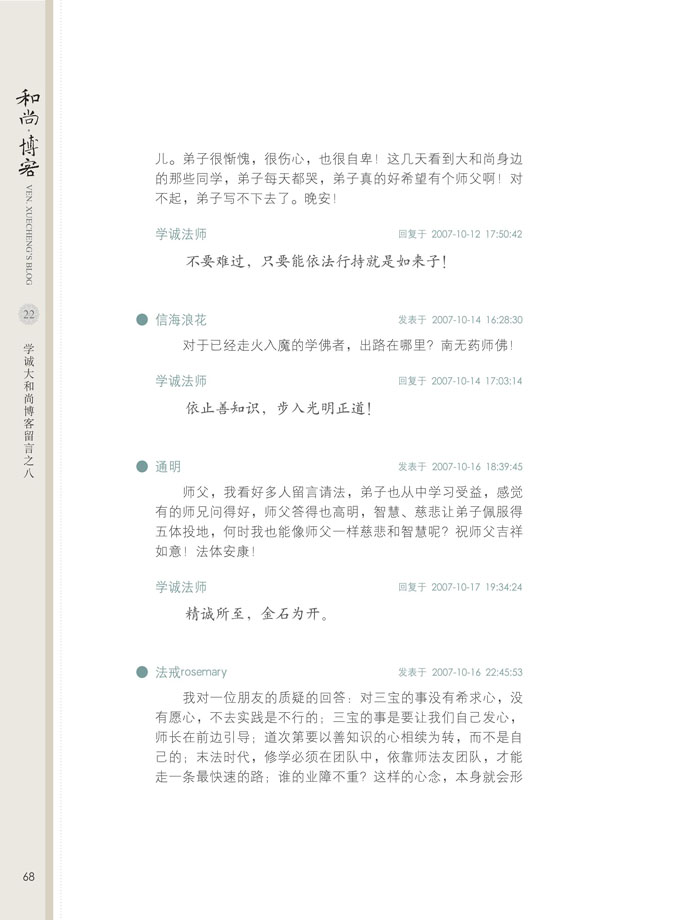 和尚·博客
VEN. XUECHENG'S BLOG
22
学诚大和尚博客留言之八
儿。弟子很惭愧，很伤心，也很自卑！这几天看到大和尚身边
的那些同学，弟子每天都哭，弟子真的好希望有个师父啊！对
不起，弟子写不下去了。晚安！
学诚法师 回复于 2007-10-12 17:50:42
不要难过，只要能依法行持就是如来子！
信海浪花 发表于 2007-10-14 16:28:30
对于已经走火入魔的学佛者，出路在哪里？南无药师佛！
学诚法师 回复于 2007-10-14 17:03:14
依止善知识，步入光明正道！
通明 发表于 2007-10-16 18:39:45
师父，我看好多人留言请法，弟子也从中学习受益，感觉
有的师兄问得好，师父答得也高明，智慧、慈悲让弟子佩服得
五体投地，何时我也能像师父一样慈悲和智慧呢？祝师父吉祥
如意！法体安康！
学诚法师 回复于 2007-10-17 19:34:24
精诚所至，金石为开。
法戒rosemary 发表于 2007-10-16 22:45:53
我对一位朋友的质疑的回答：对三宝的事没有希求心，没
有愿心，不去实践是不行的；三宝的事是要让我们自己发心，
师长在前边引导；道次第要以善知识的心相续为转，而不是自
己的；末法时代，修学必须在团队中，依靠师法友团队，才能
走一条最快速的路；谁的业障不重？这样的心念，本身就会形
68